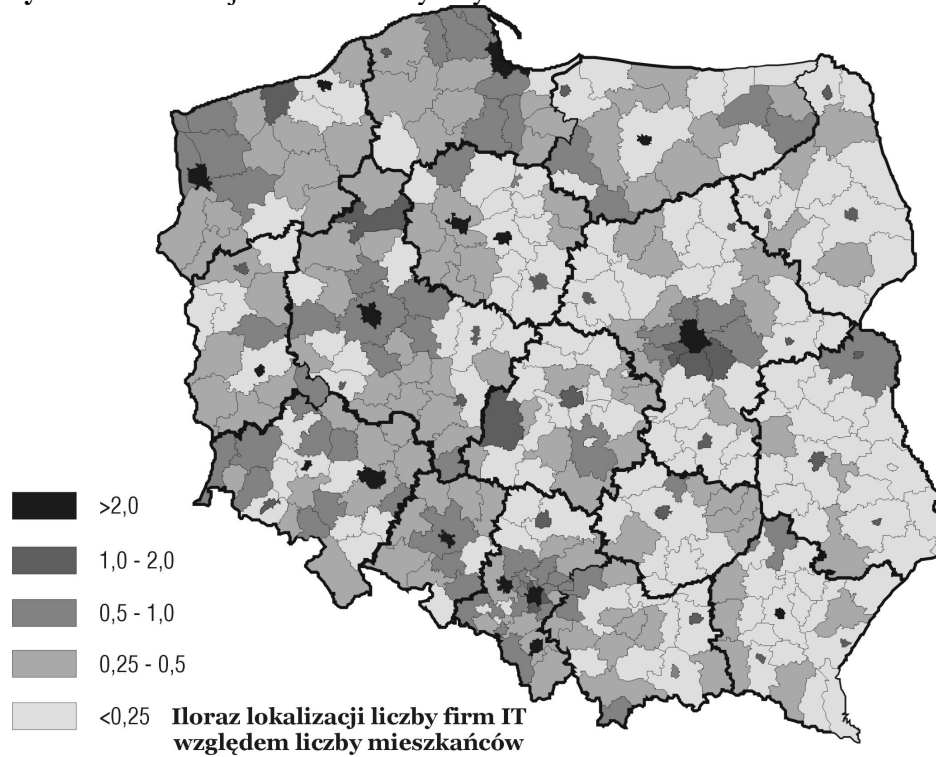 >2,0
1,0 - 2,0
0,5 - 1,0
0,25 - 0,5
<0,25
Iloraz lokalizacji liczby firm IT
względem liczby mieszkańców